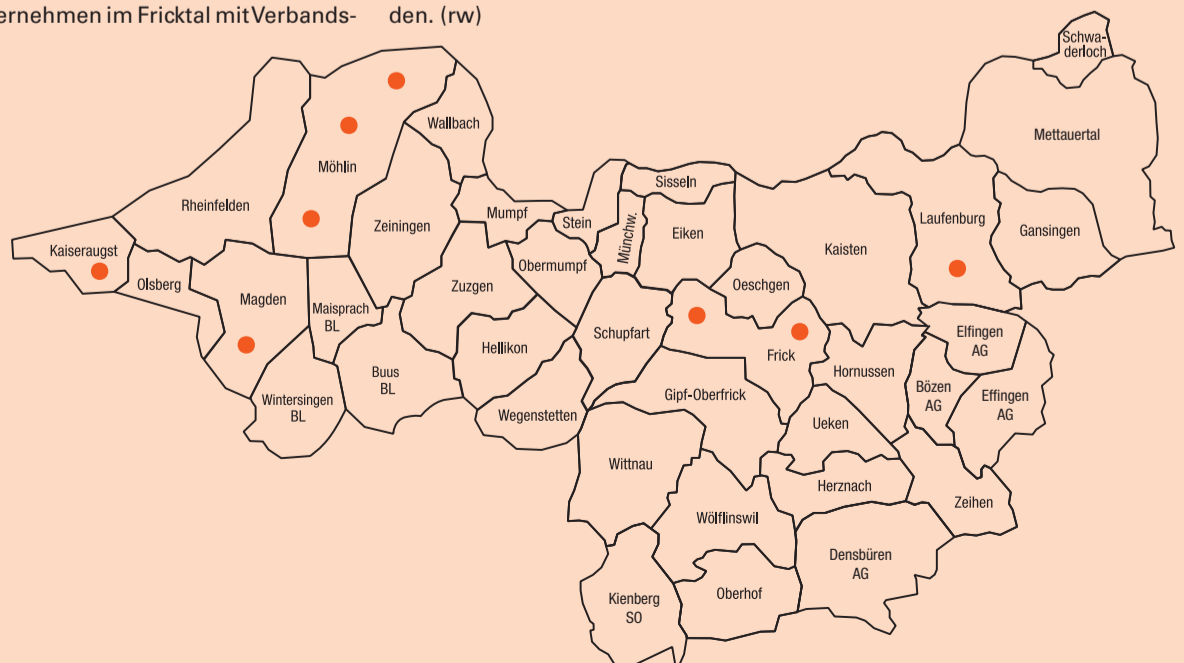 ernehmen im Fricktal mit Verbands-
den. (rw)
Schwa-
derloch
Mettauertal
Wallbach
Möhlin
Sisseln
Rheinfelden
Mumpf
Stein
Münchw.
Zeiningen
Eiken
Laufenburg
Gansingen
Kaiseraugst
Kaisten
Obermumpf
Olsberg
Oeschgen
Zuzgen
Magden
Maisprach
BL
Schupfart
Elfingen
AG
Hellikon
Frick
Hornussen
Buus
BL
Bözen
AG
Effingen
AG
Gipf-Oberfrick
Wintersingen
BL
Wegenstetten
Ueken
Wittnau
Herznach
Zeihen
Wölflinswil
Densbüren
AG
Oberhof
Kienberg
SO